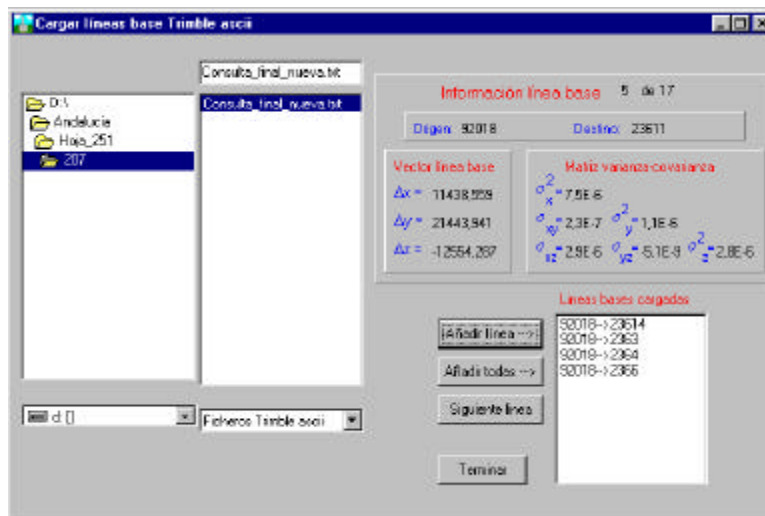 Cargar líneas base Trimble ascii
Consulta_final_nueva.txt
D:\
Andalucia
Hoja_251
207
Consulta_final_nueva.txt
d: []
Ficheros Trimble ascii
Información línea base 5 de 17
Origen: 92018 Destino: 23611
Vector línea base
Δx = 11438,559
Δy = 21443,941
Δz = -12554,267
Matriz varianza-covarianza
σ²x = 7,5E-6
σxy = 2,3E-7 σ²y = 1,1E-6
σxz = 2,9E-6 σyz = -5,1E-9 σ²z = 2,8E-6
Añadir línea -->
Añadir todas -->
Siguiente línea
Terminar
Líneas bases cargadas
92018-->23614
92018-->2363
92018-->2364
92018-->2366